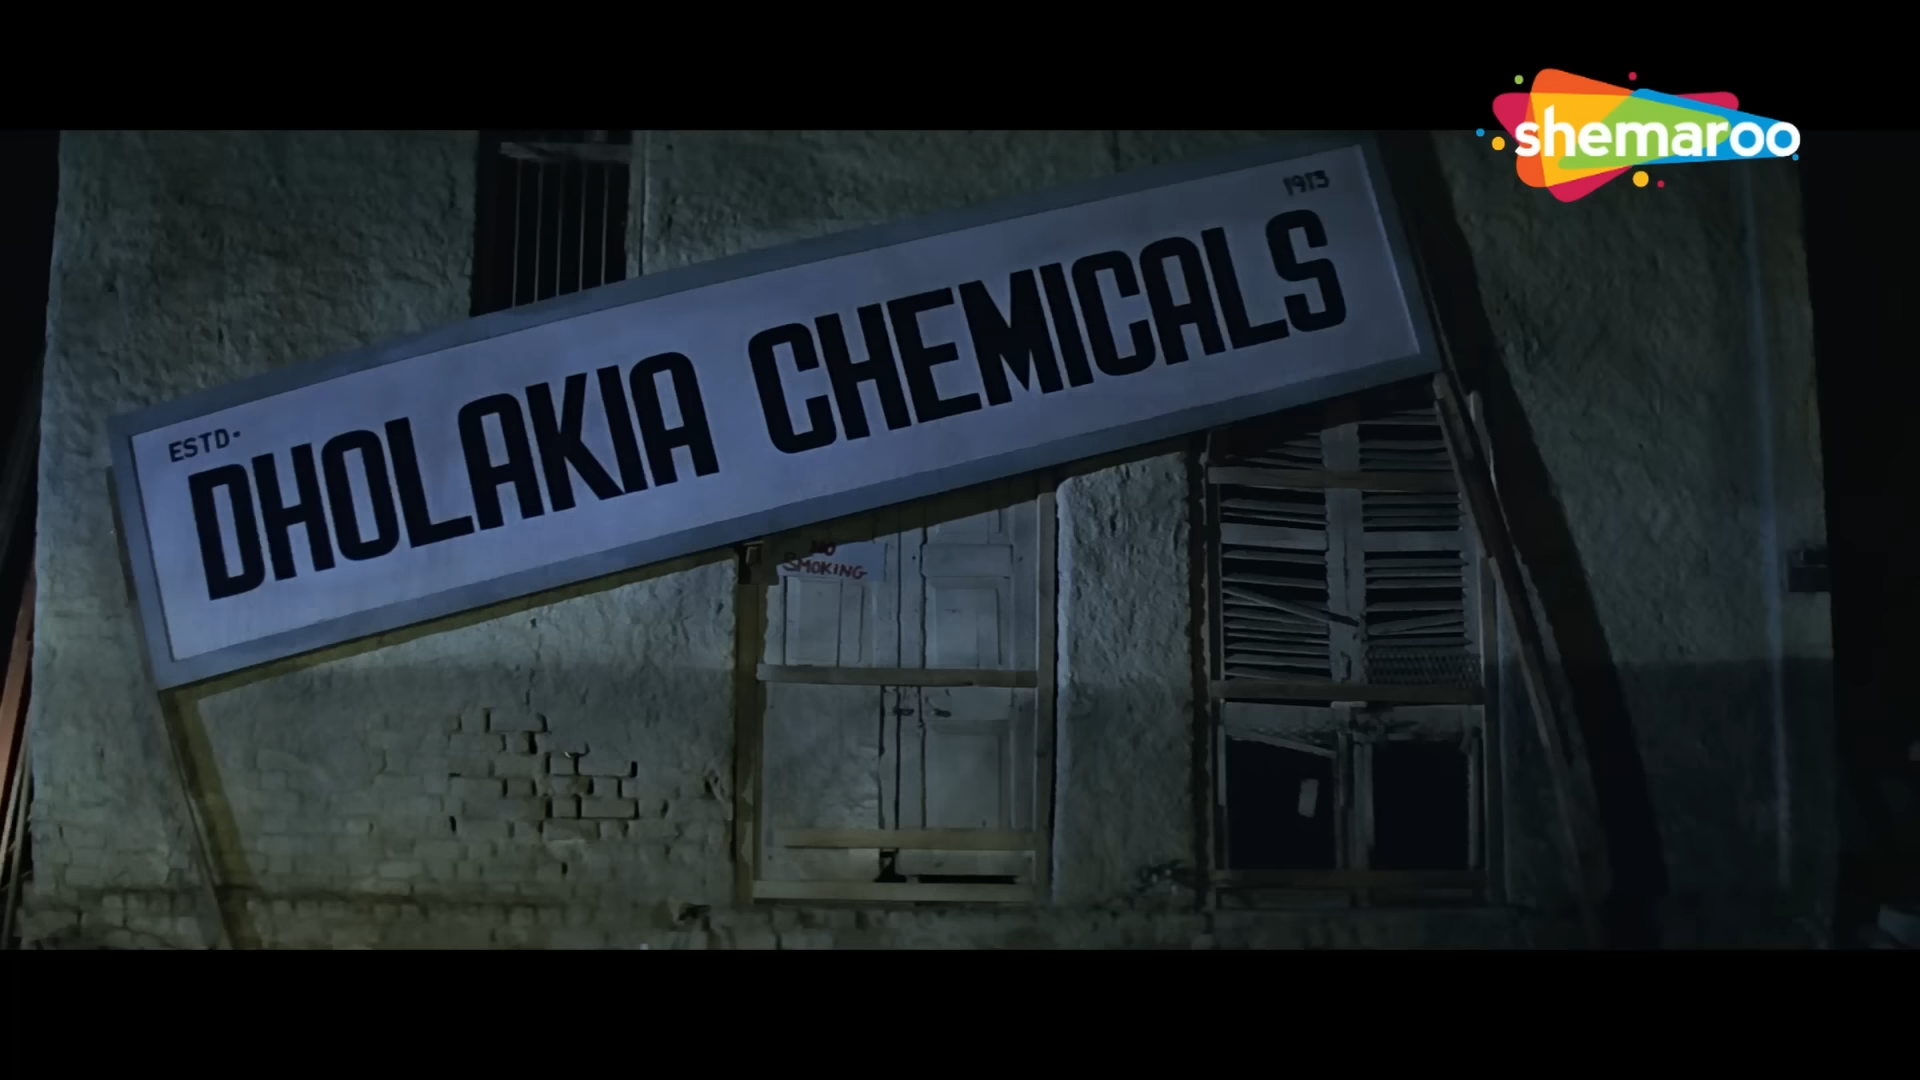 shemaroo
1913
ESTD-
DHOLAKIA CHEMICALS
NO
SMOKING